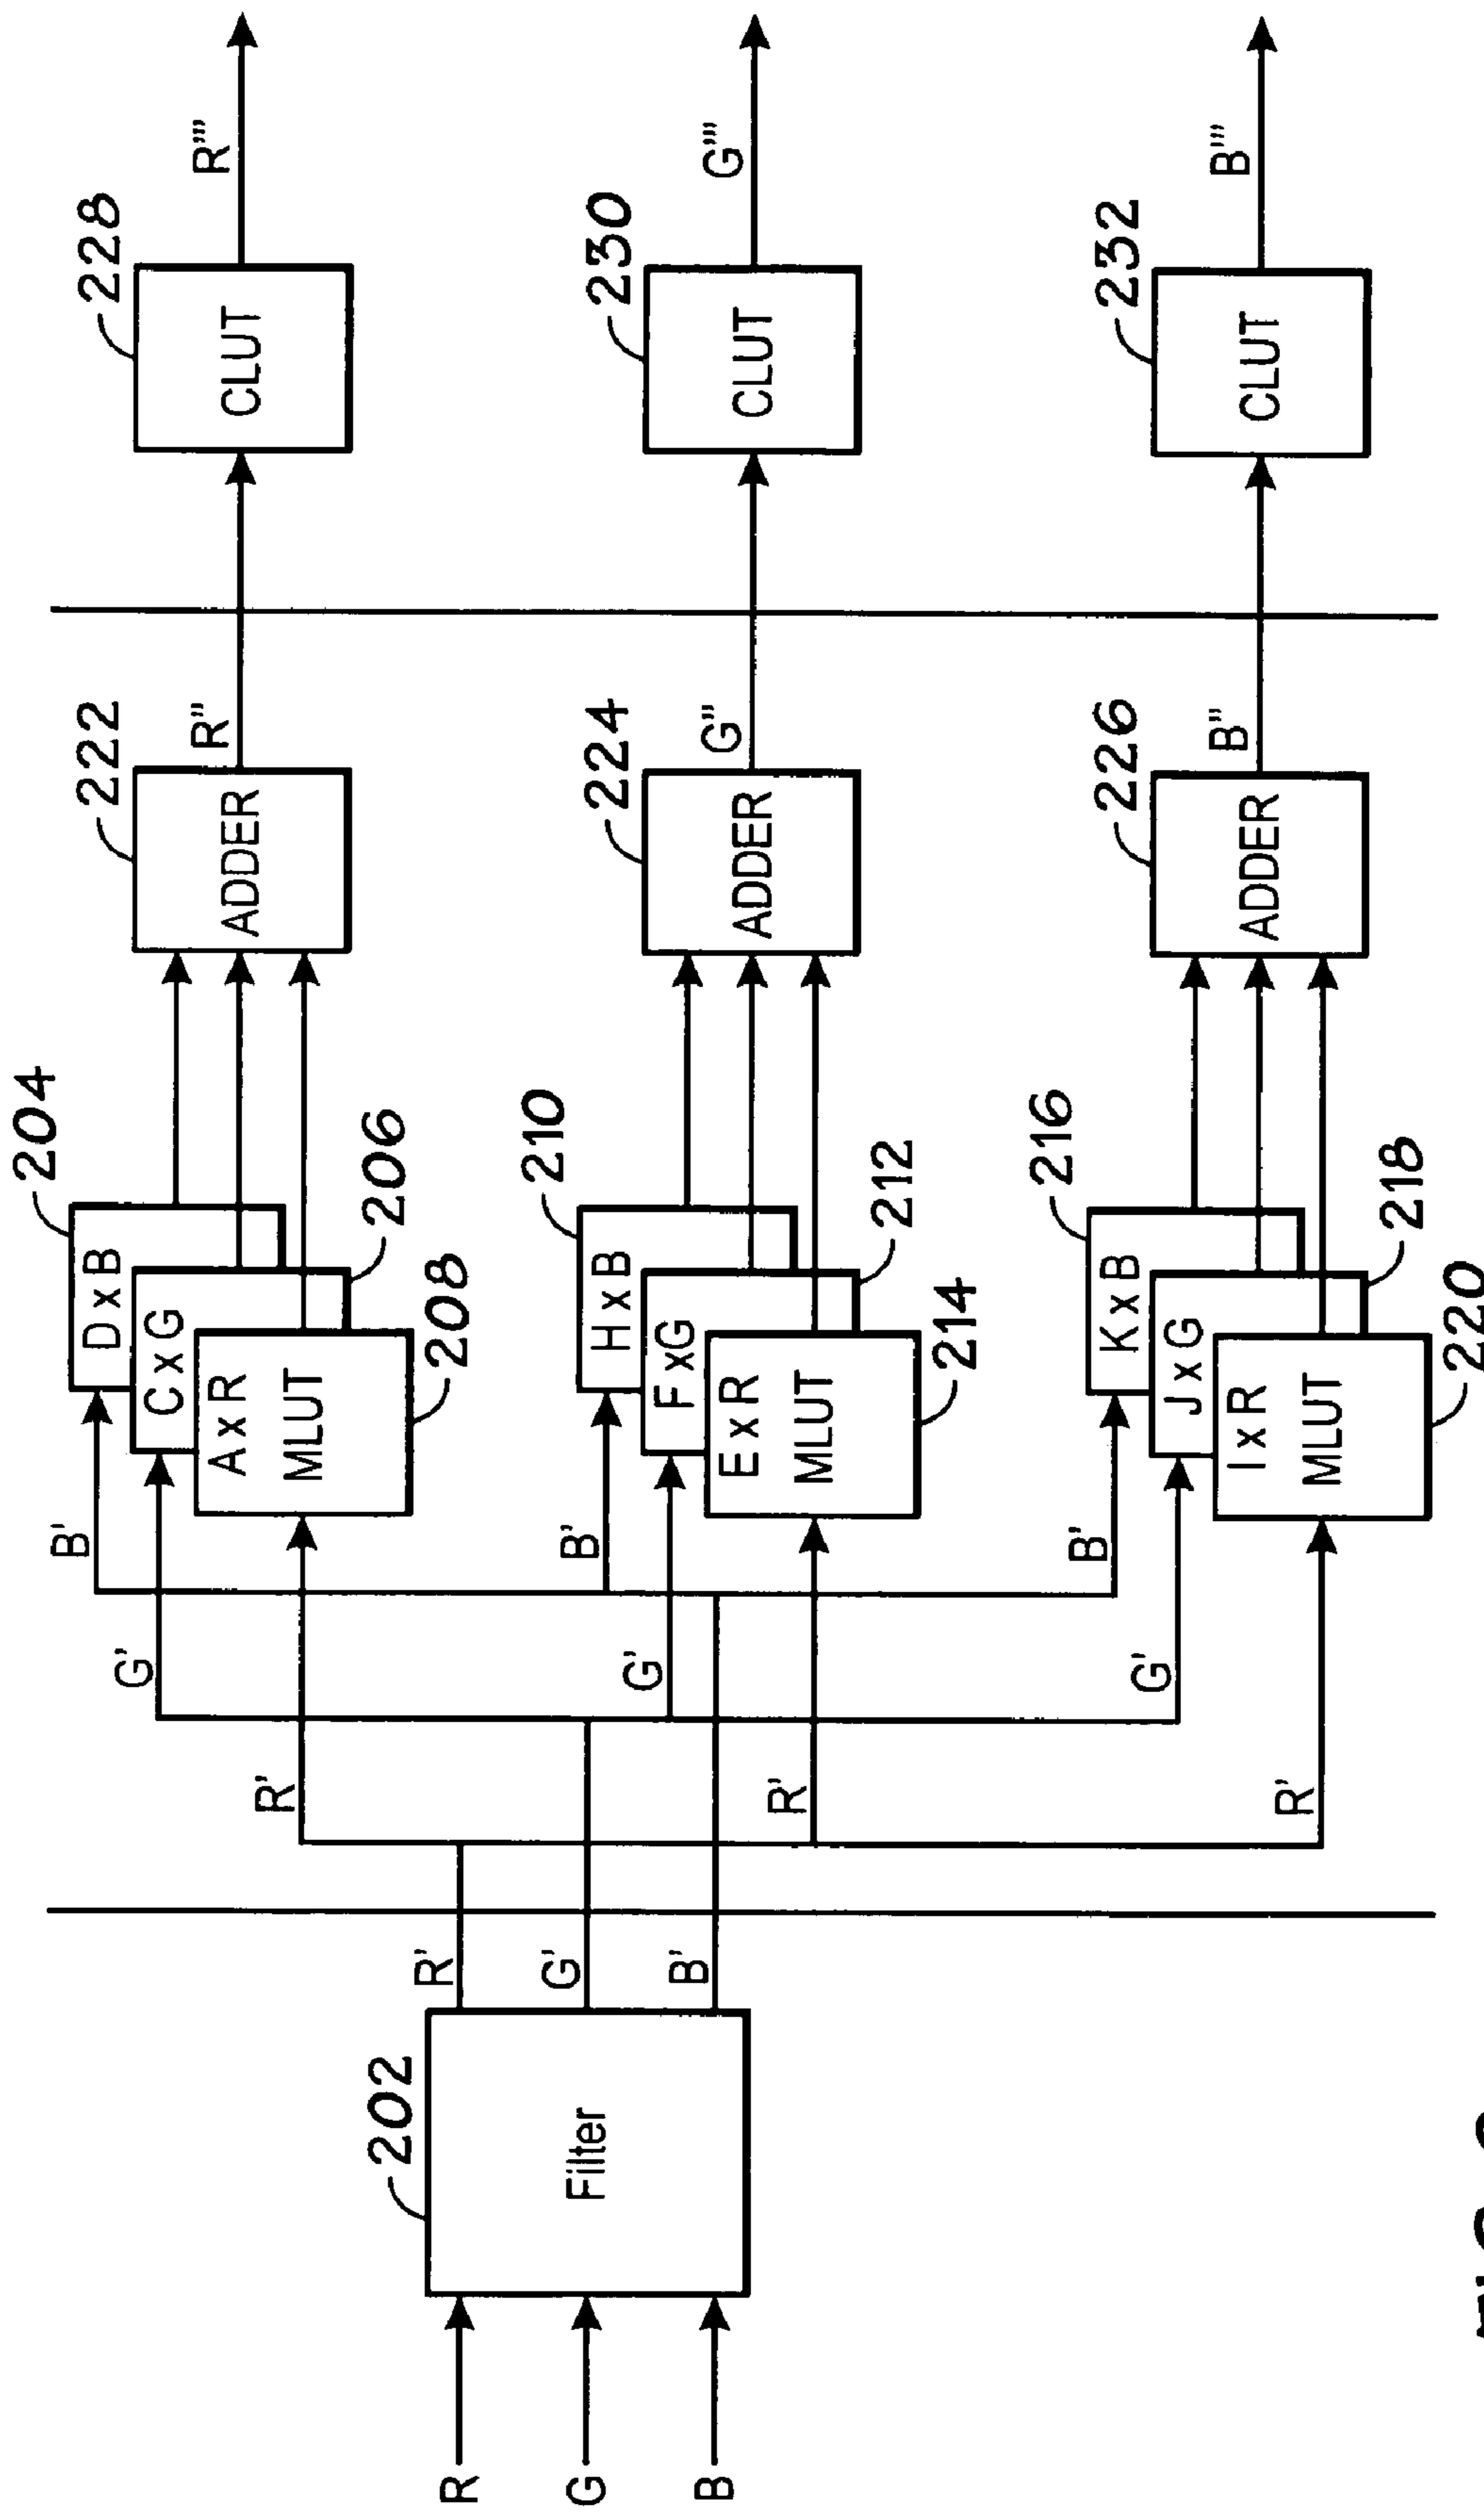 R
G
B
202
Filter
R'
G'
B'
R'
G'
B'
204
D x B
C x G
206
A x R
MLUT
208
R'
G'
B'
210
H x B
F x G
212
E x R
MLUT
214
R'
G'
B'
216
K x B
J x G
218
I x R
MLUT
220
222
ADDER
R"
224
ADDER
G"
226
ADDER
B"
228
CLUT
R'"
230
CLUT
G'"
232
CLUT
B'"